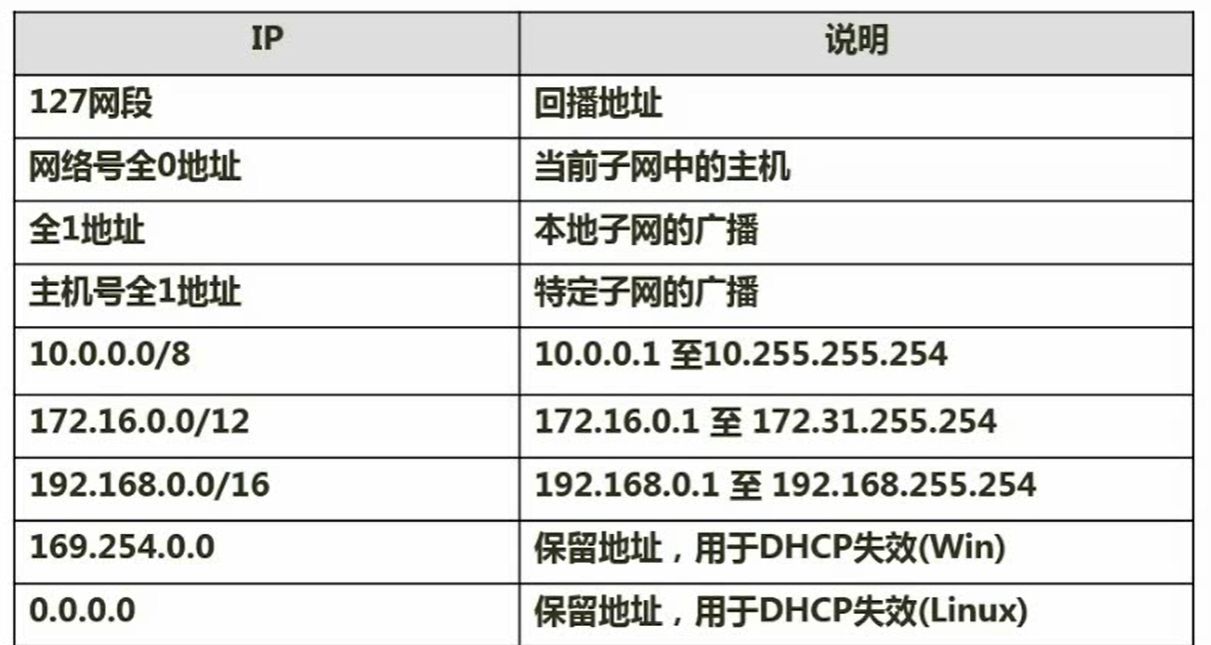 IP 说明
127网段 回播地址
网络号全0地址 当前子网中的主机
全1地址 本地子网的广播
主机号全1地址 特定子网的广播
10.0.0.0/8 10.0.0.1 至10.255.255.254
172.16.0.0/12 172.16.0.1 至 172.31.255.254
192.168.0.0/16 192.168.0.1 至 192.168.255.254
169.254.0.0 保留地址，用于DHCP失效(Win)
0.0.0.0 保留地址，用于DHCP失效(Linux)